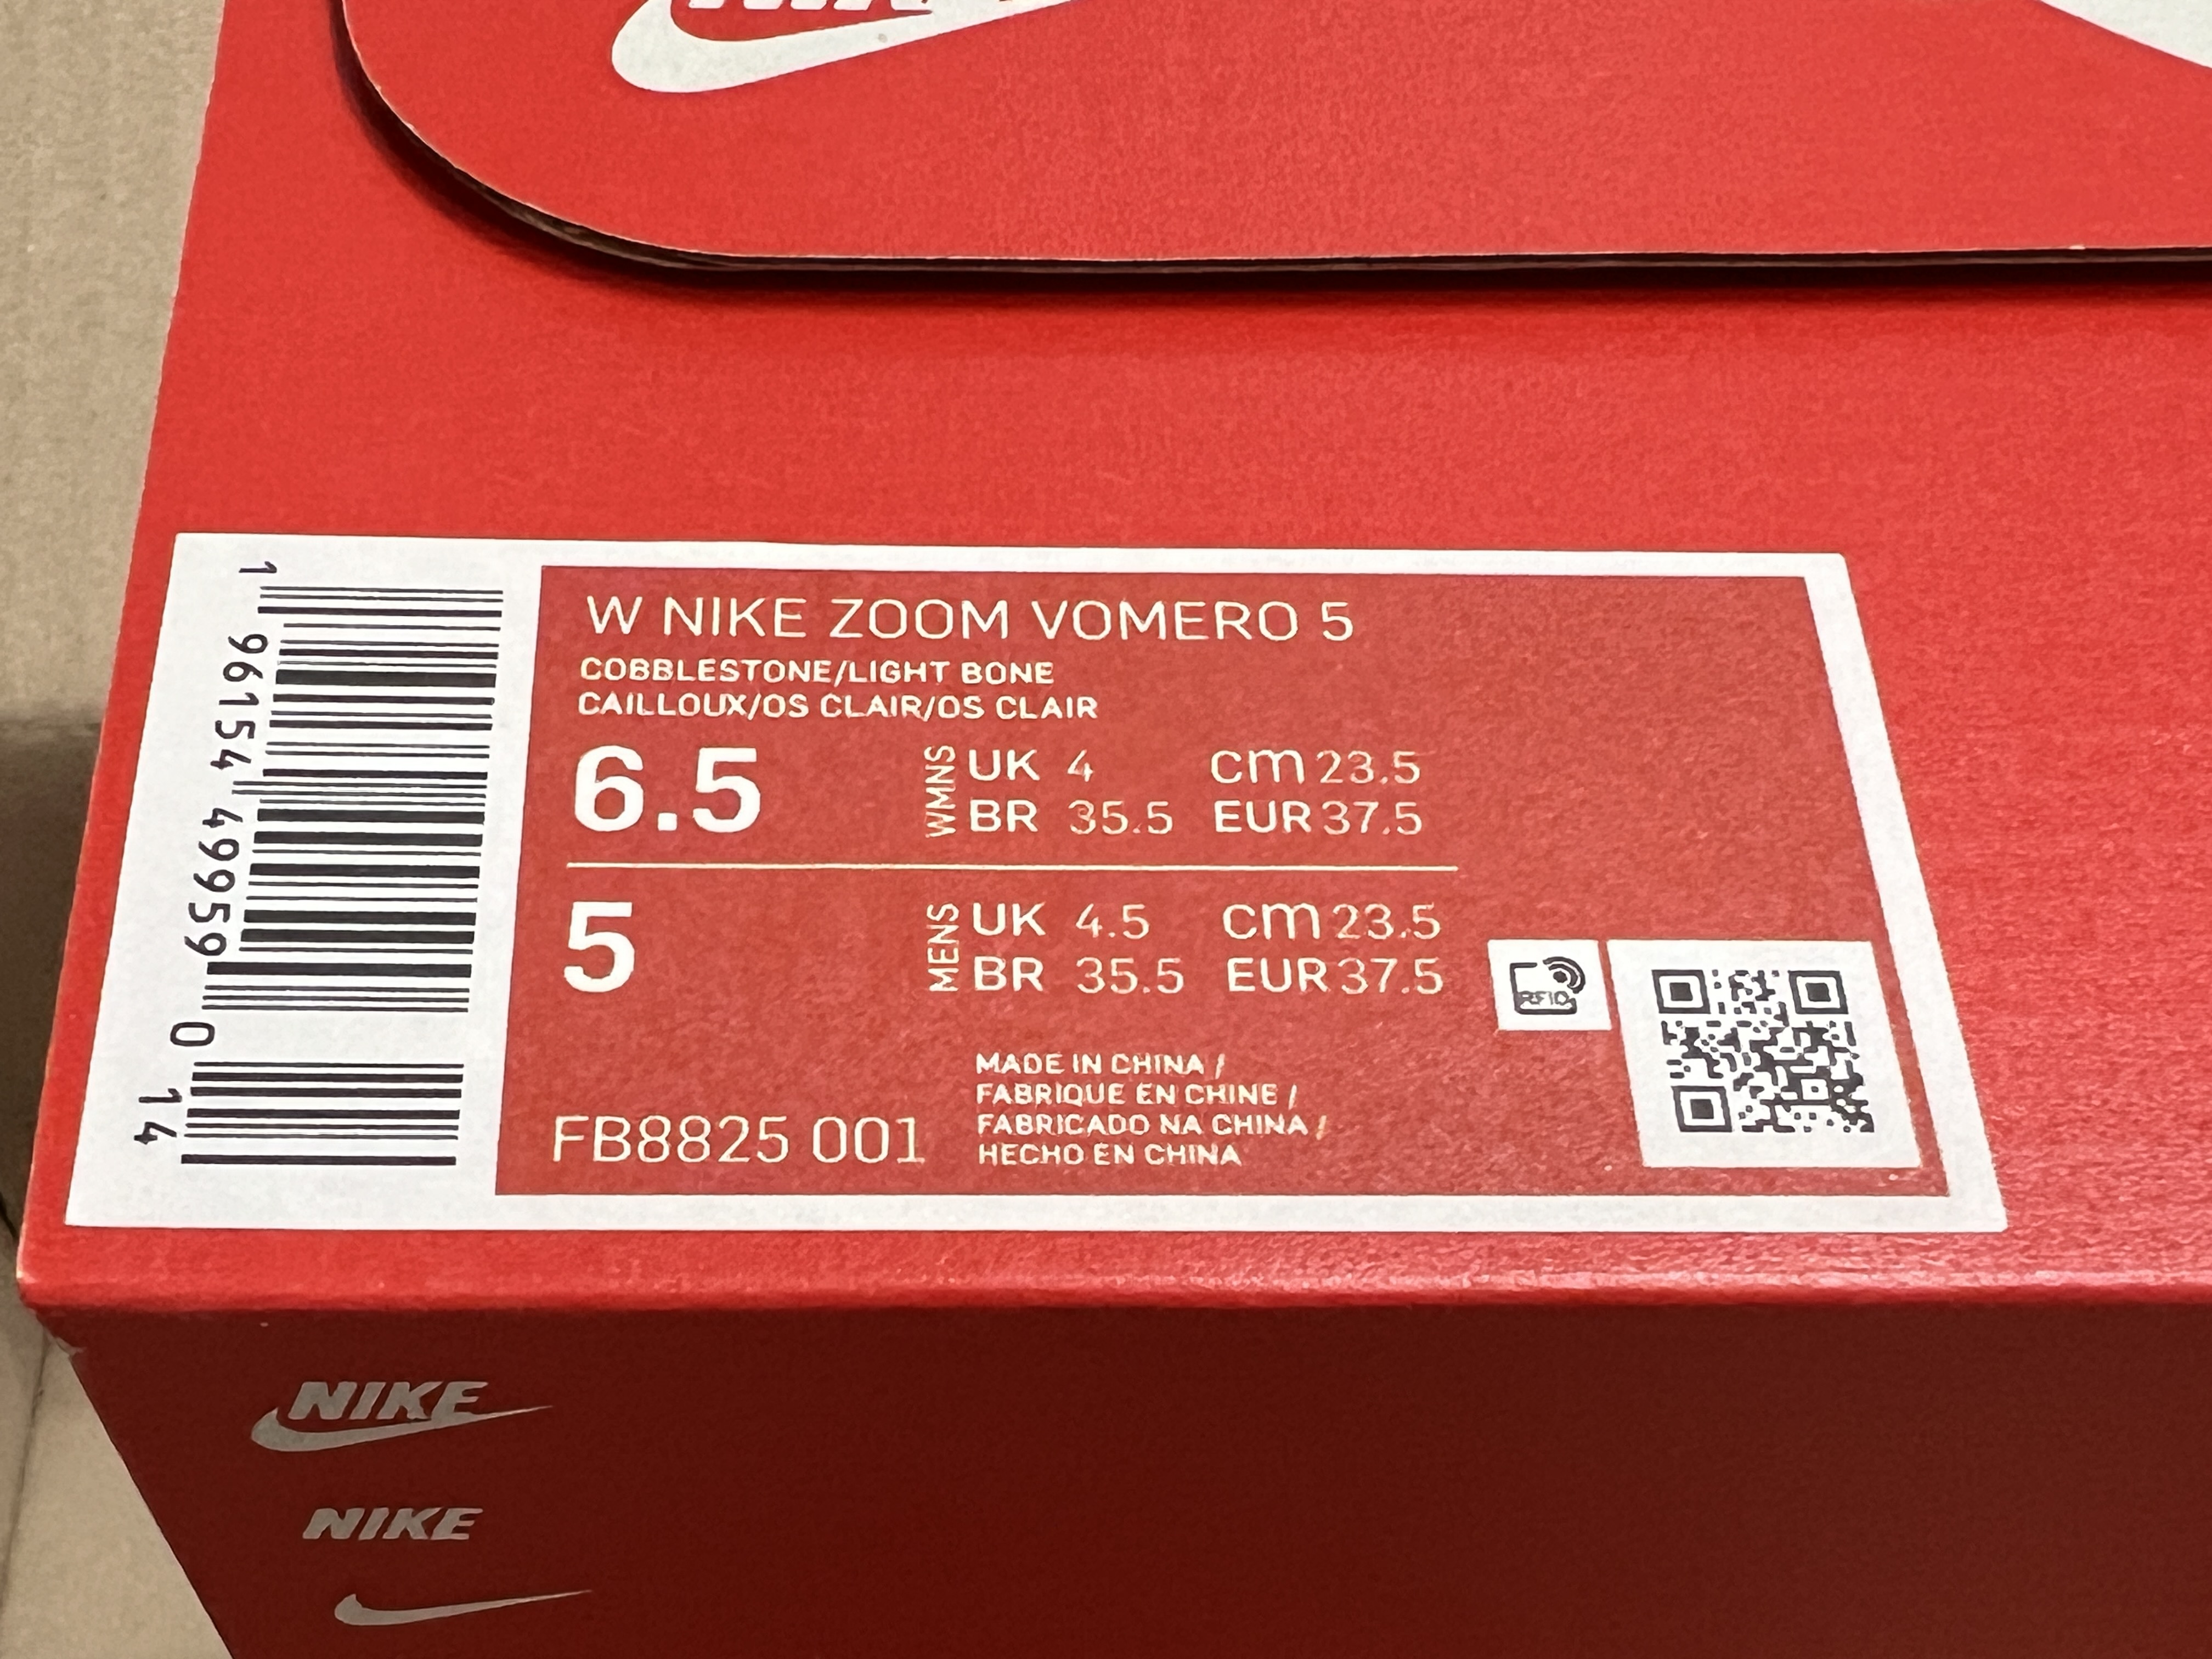 NIKE
W NIKE ZOOM VOMERO 5
COBBLESTONE/LIGHT BONE
CAILLOUX/OS CLAIR/OS CLAIR
6.5 WMNS UK 4 CM 23.5
BR 35.5 EUR 37.5
5 MENS UK 4.5 CM 23.5
BR 35.5 EUR 37.5
RFID
MADE IN CHINA /
FABRIQUE EN CHINE /
FABRICADO NA CHINA /
HECHO EN CHINA
FB8825 001
1 96154 49959 0 14
NIKE
NIKE